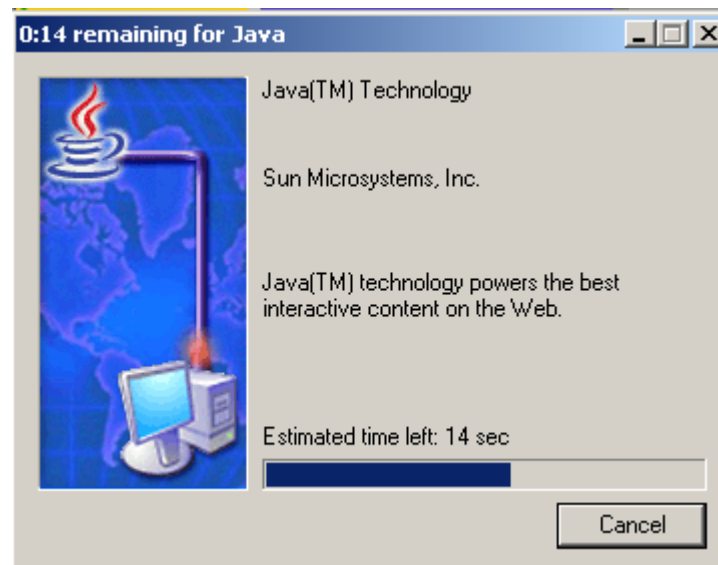 0:14 remaining for Java
Java(TM) Technology
Sun Microsystems, Inc.
Java(TM) technology powers the best
interactive content on the Web.
Estimated time left: 14 sec
Cancel